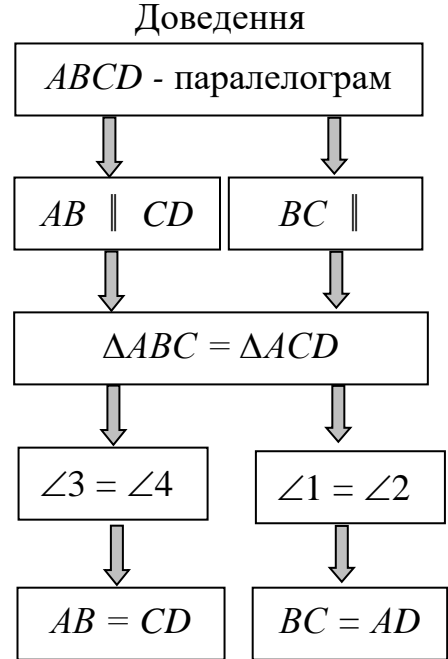 Доведення
ABCD - паралелограм
AB ∥ CD
BC ∥
ΔABC = ΔACD
∠3 = ∠4
∠1 = ∠2
AB = CD
BC = AD